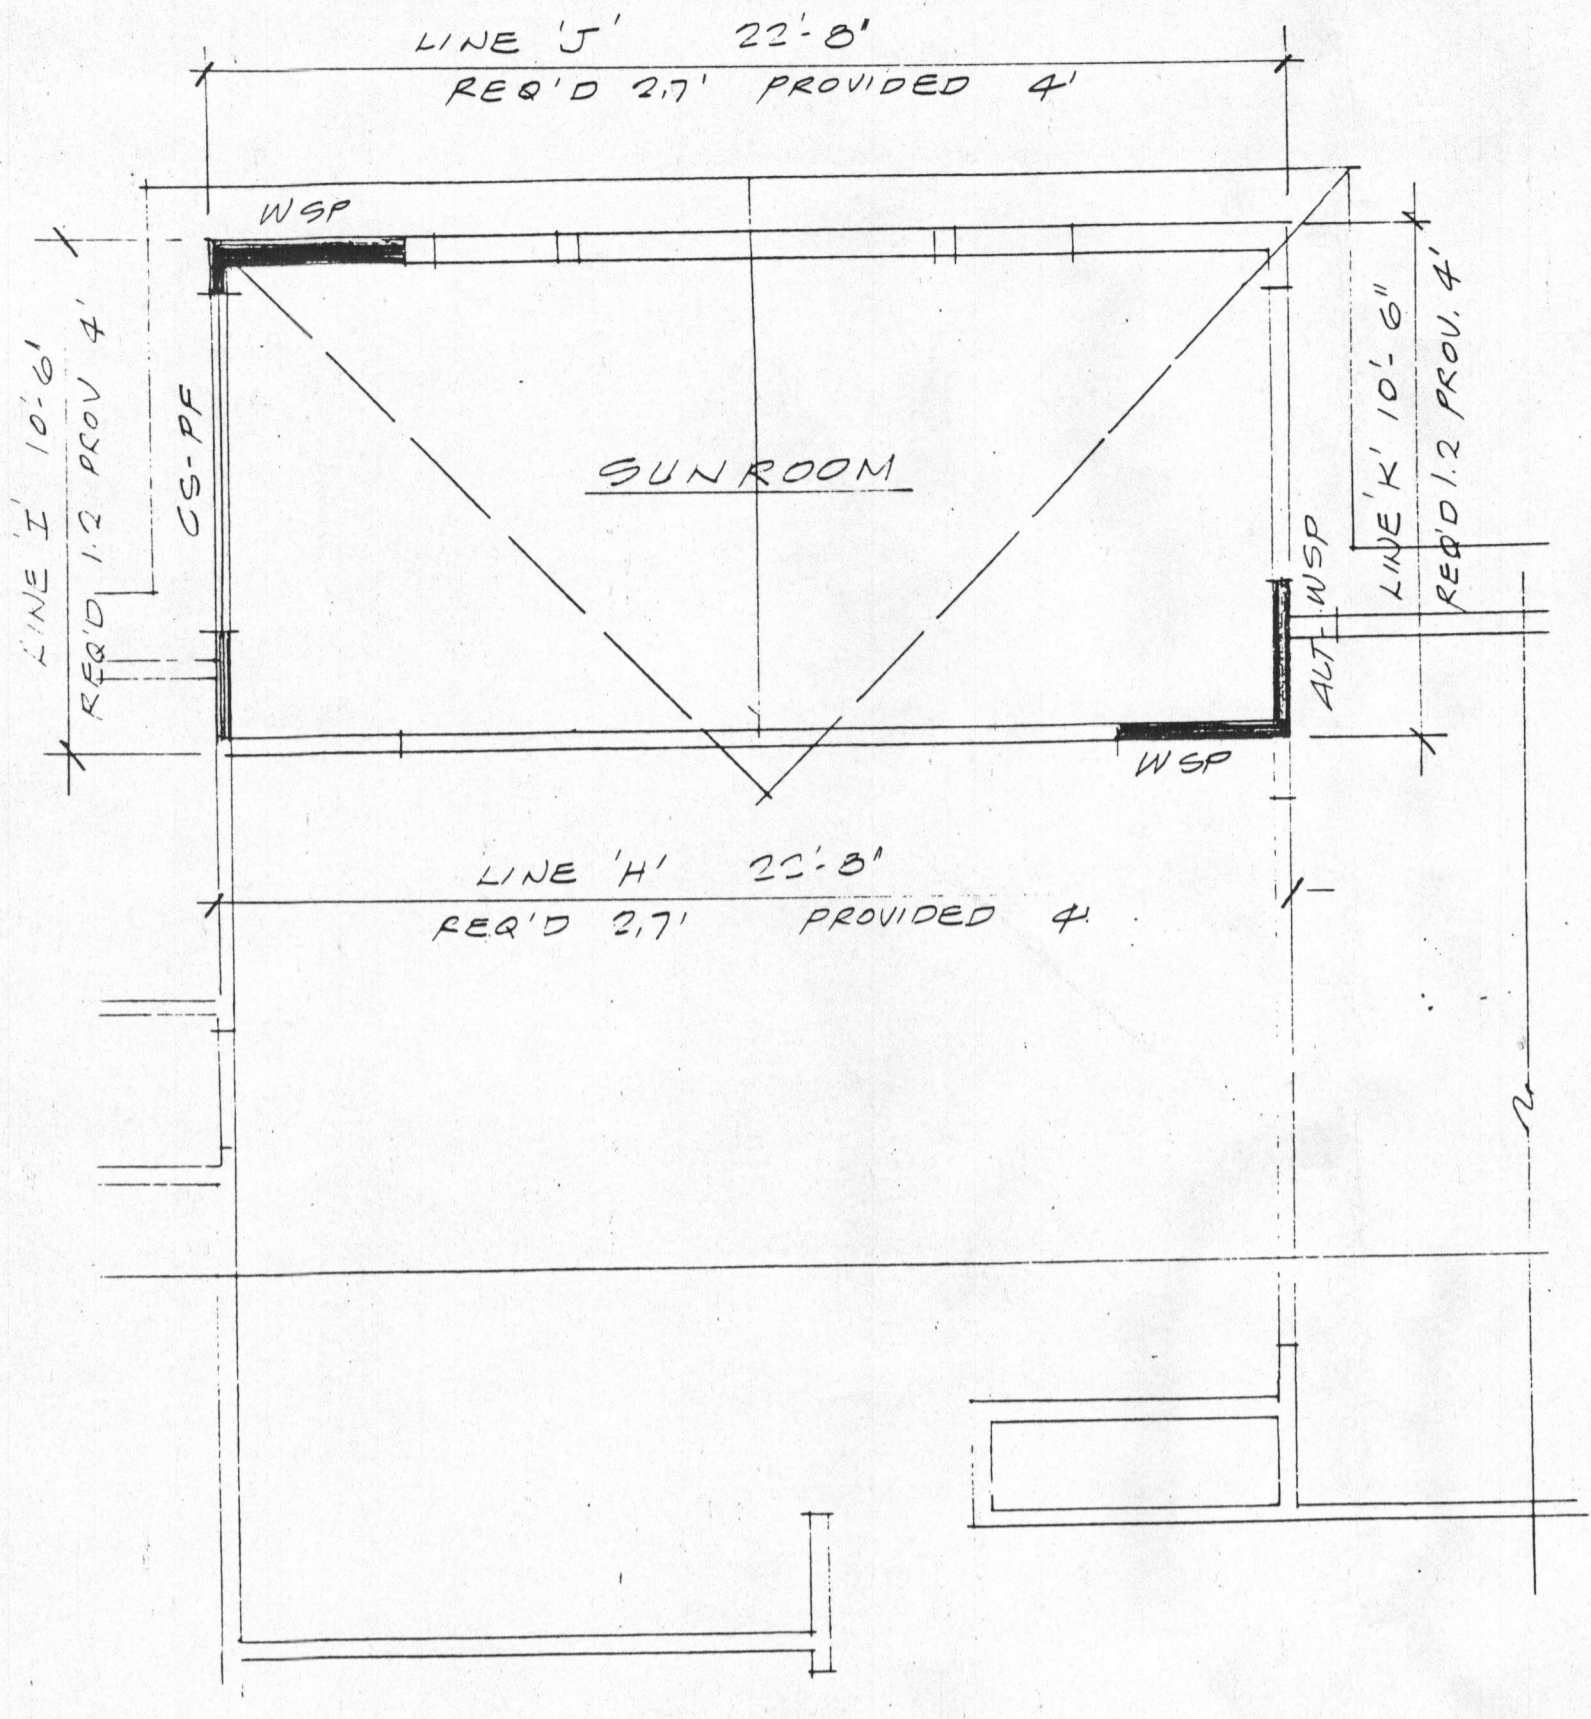 LINE 'J' 22'-8"
REQ'D 2.7' PROVIDED 4'
WSP
LINE 'I' 10'-6'
REQ'D 1.2 PROV 4'
CS-PF
SUNROOM
ALT-WSP
LINE 'K' 10'-6"
REQ'D 1.2 PROV. 4'
WSP
LINE 'H' 22'-8"
REQ'D 2.7' PROVIDED 4'